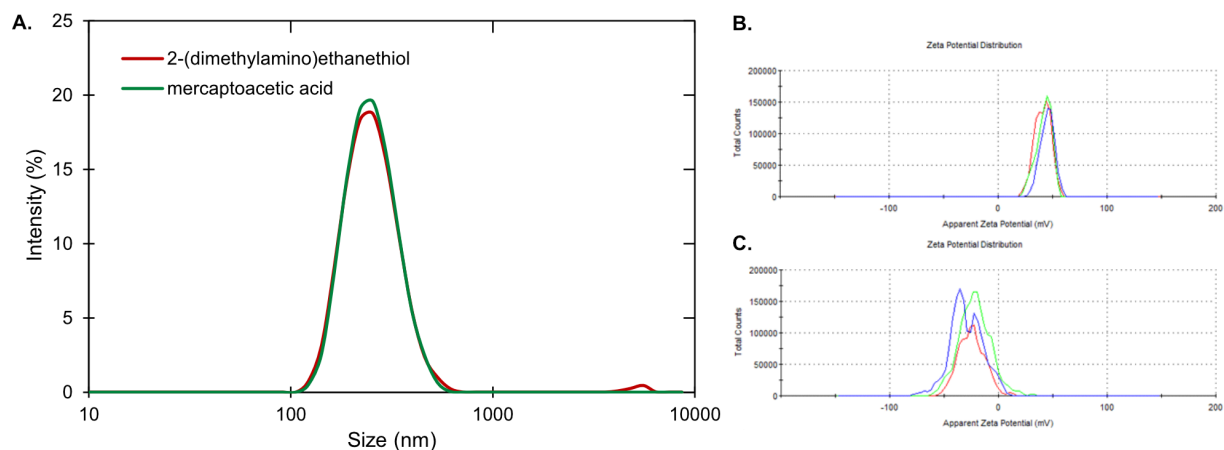 A.
25
20
15
10
5
0
Intensity (%)
2-(dimethylamino)ethanethiol
mercaptoacetic acid
10
100
1000
10000
Size (nm)
B.
Zeta Potential Distribution
200000
150000
100000
50000
0
Total Counts
-100
0
100
200
Apparent Zeta Potential (mV)
C.
Zeta Potential Distribution
200000
150000
100000
50000
0
Total Counts
-100
0
100
200
Apparent Zeta Potential (mV)